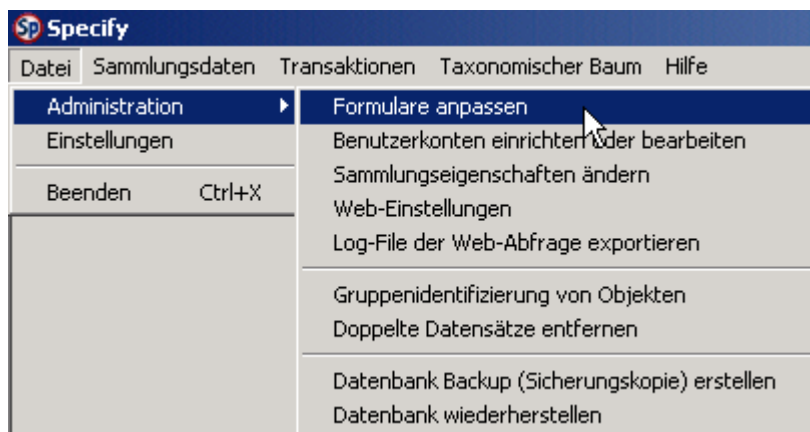 Sp Specify
Datei Sammlungsdaten Transaktionen Taxonomischer Baum Hilfe
Administration
Einstellungen
Beenden Ctrl+X
Formulare anpassen
Benutzerkonten einrichten oder bearbeiten
Sammlungseigenschaften ändern
Web-Einstellungen
Log-File der Web-Abfrage exportieren
Gruppenidentifizierung von Objekten
Doppelte Datensätze entfernen
Datenbank Backup (Sicherungskopie) erstellen
Datenbank wiederherstellen